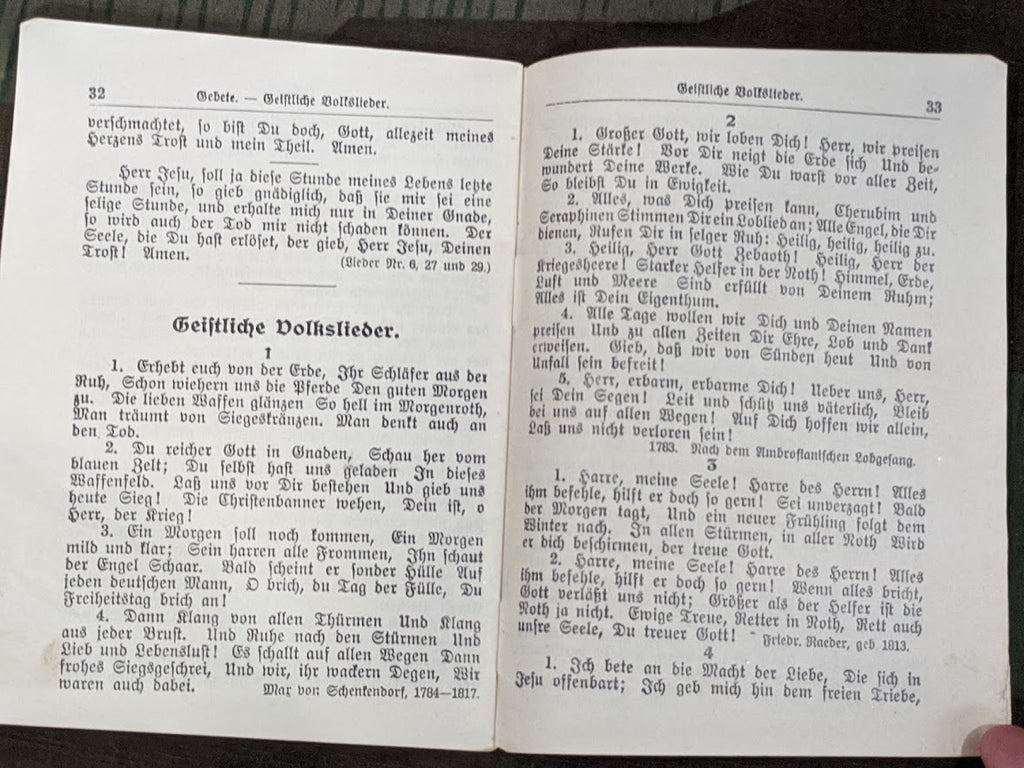 32
Gebete. — Geistliche Volkslieder.
verschmachtet, so bist Du doch, Gott, allezeit meines
Herzens Trost und mein Theil. Amen.
Herr Jesu, soll ja diese Stunde meines Lebens letzte
Stunde sein, so gieb gnädiglich, daß sie mir sei eine
selige Stunde, und erhalte mich nur in Deiner Gnade,
so wird auch der Tod mir nicht schaden können. Der
Seele, die Du hast erlöset, der gieb, Herr Jesu, Deinen
Trost! Amen.
(Lieder Nr. 6, 27 und 29.)
Geistliche Volkslieder.
1
1. Erhebt euch von der Erde, Ihr Schläfer aus der
Ruh, Schon wiehern uns die Pferde Den guten Morgen
zu. Die lieben Waffen glänzen So hell im Morgenroth,
Man träumt von Siegeskränzen. Man denkt auch an
den Tod.
2. Du reicher Gott in Gnaden, Schau her vom
blauen Zelt; Du selbst hast uns geladen In dieses
Waffenfeld. Laß uns vor Dir bestehen Und gieb uns
heute Sieg! Die Christenbanner wehen, Dein ist, o
Herr, der Krieg!
3. Ein Morgen soll noch kommen, Ein Morgen
mild und klar; Sein harren alle Frommen, Ihn schaut
der Engel Schaar. Bald scheint er sonder Hülle Auf
jeden deutschen Mann, O brich, du Tag der Fülle, Du
Freiheitstag brich an!
4. Dann Klang von allen Thürmen Und Klang
aus jeder Brust. Und Ruhe nach den Stürmen Und
Lieb und Lebenslust! Es schallt auf allen Wegen Dann
frohes Siegsgeschrei, Und wir, ihr wackern Degen, Wir
waren auch dabei.
Max von Schenkendorf, 1784—1817.
Geistliche Volkslieder.
33
2
1. Großer Gott, wir loben Dich! Herr, wir preisen
Deine Stärke! Vor Dir neigt die Erde sich Und be-
wundert Deine Werke. Wie Du warst vor aller Zeit,
So bleibst Du in Ewigkeit.
2. Alles, was Dich preisen kann, Cherubim und
Seraphinen Stimmen Dir ein Loblied an; Alle Engel, die Dir
dienen, Rufen Dir in selger Ruh: Heilig, heilig, heilig zu.
3. Heilig, Herr Gott Zebaoth! Heilig, Herr der
Kriegesheere! Starker Helfer in der Noth! Himmel, Erde,
Luft und Meere Sind erfüllt von Deinem Ruhm;
Alles ist Dein Eigenthum.
4. Alle Tage wollen wir Dich und Deinen Namen
preisen Und zu allen Zeiten Dir Ehre, Lob und Dank
erweisen. Gieb, daß wir von Sünden heut Und von
Unfall sein befreit!
5. Herr, erbarm, erbarme Dich! Ueber uns, Herr,
sei Dein Segen! Leit und schütz uns väterlich, Bleib
bei uns auf allen Wegen! Auf Dich hoffen wir allein,
Laß uns nicht verloren sein!
1763. Nach dem Ambrosianischen Lobgesang.
3
1. Harre, meine Seele! Harre des Herrn! Alles
ihm befehle, hilft er doch so gern! Sei unverzagt! Bald
der Morgen tagt, Und ein neuer Frühling folgt dem
Winter nach. In allen Stürmen, in aller Noth Wird
er dich beschirmen, der treue Gott.
2. Harre, meine Seele! Harre des Herrn! Alles
ihm befehle, hilft er doch so gern! Wenn alles bricht,
Gott verläßt uns nicht; Größer als der Helfer ist die
Noth ja nicht. Ewige Treue, Retter in Noth, Rett auch
unsre Seele, Du treuer Gott!
Friedr. Raeder, geb. 1813.
4
1. Ich bete an die Macht der Liebe, Die sich in
Jesu offenbart; Ich geb mich hin dem freien Triebe,